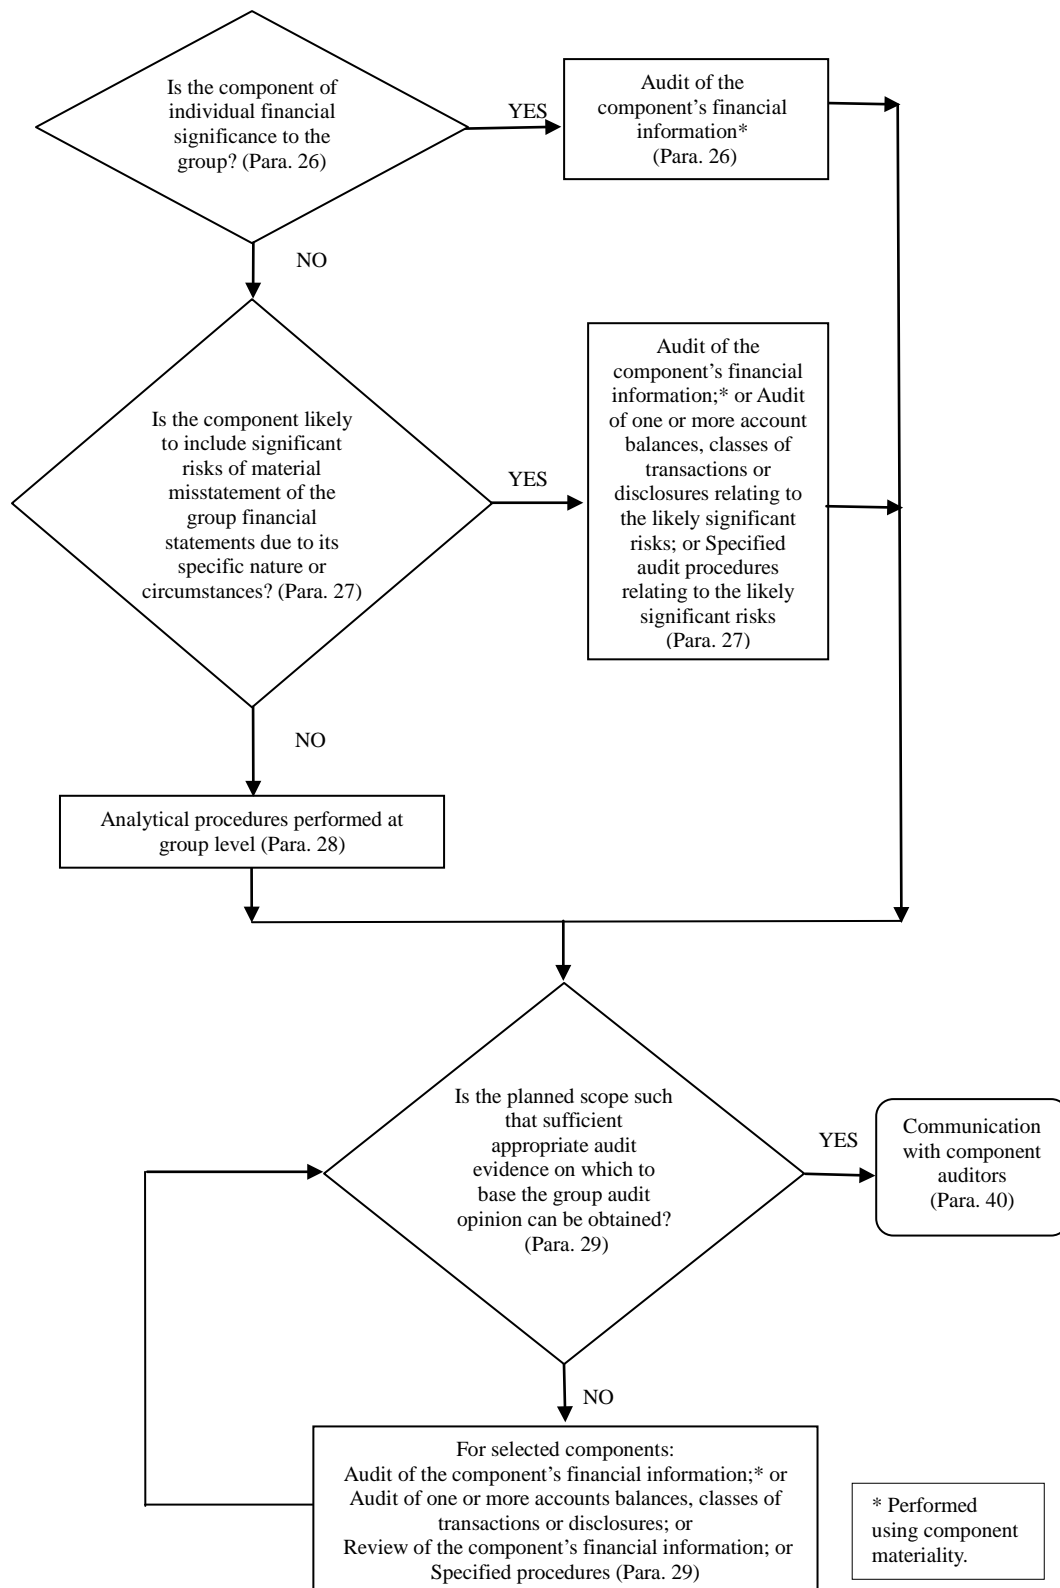 Is the component of
individual financial
significance to the
group? (Para. 26)
YES
Audit of the
component’s financial
information*
(Para. 26)
NO
Is the component likely
to include significant
risks of material
misstatement of the
group financial
statements due to its
specific nature or
circumstances? (Para. 27)
YES
Audit of the
component’s financial
information;* or Audit
of one or more account
balances, classes of
transactions or
disclosures relating to
the likely significant
risks; or Specified
audit procedures
relating to the likely
significant risks
(Para. 27)
NO
Analytical procedures performed at
group level (Para. 28)
Is the planned scope such
that sufficient
appropriate audit
evidence on which to
base the group audit
opinion can be obtained?
(Para. 29)
YES
Communication
with component
auditors
(Para. 40)
NO
For selected components:
Audit of the component’s financial information;* or
Audit of one or more accounts balances, classes of
transactions or disclosures; or
Review of the component’s financial information; or
Specified procedures (Para. 29)
* Performed
using component
materiality.